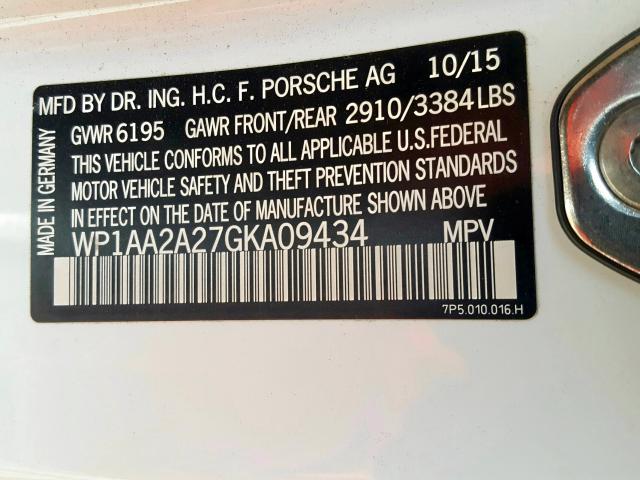 MFD BY DR. ING. H.C. F. PORSCHE AG 10/15
GVWR 6195 GAWR FRONT/REAR 2910/3384 LBS
THIS VEHICLE CONFORMS TO ALL APPLICABLE U.S.FEDERAL
MOTOR VEHICLE SAFETY AND THEFT PREVENTION STANDARDS
IN EFFECT ON THE DATE OF MANUFACTURE SHOWN ABOVE
WP1AA2A27GKA09434 MPV
7P5.010.016.H
MADE IN GERMANY